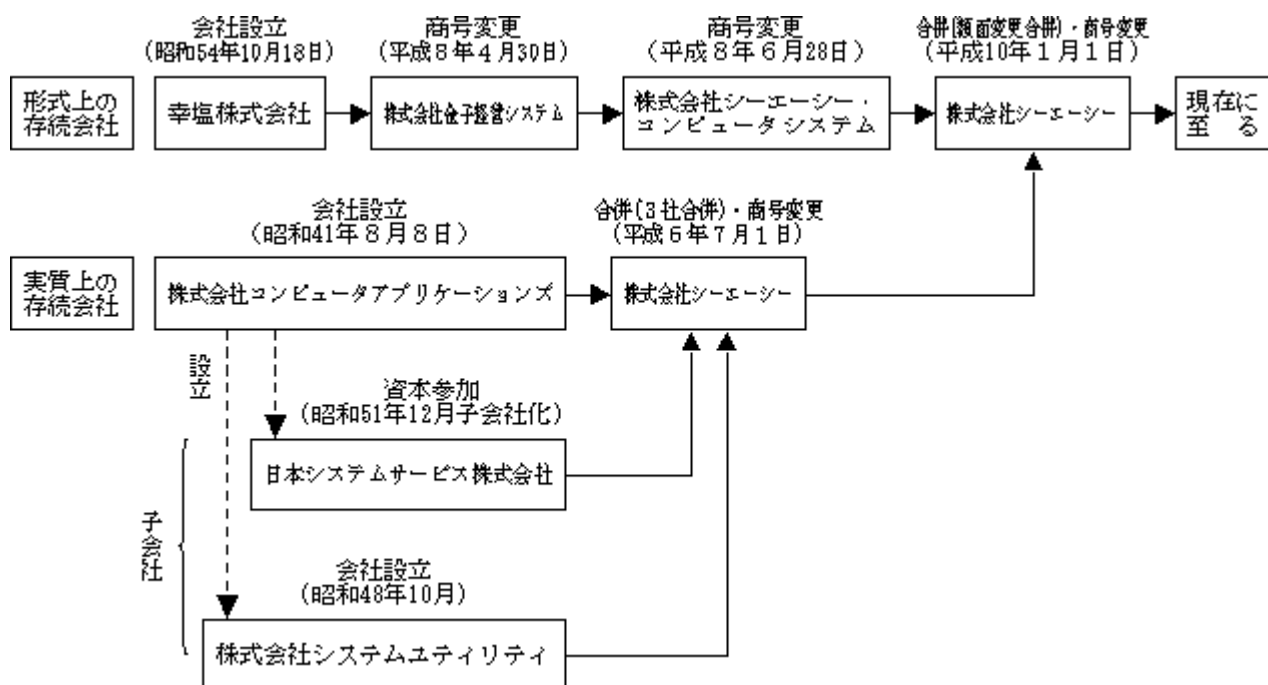 会社設立
(昭和54年10月18日)
商号変更
(平成8年4月30日)
商号変更
(平成8年6月28日)
合併(額面変更合併)・商号変更
(平成10年1月1日)
形式上の
存続会社
幸塩株式会社
株式会社金子経営システム
株式会社シーエーシー・
コンピュータシステム
株式会社シーエーシー
現在に
至る
会社設立
(昭和41年8月8日)
合併(3社合併)・商号変更
(平成6年7月1日)
実質上の
存続会社
株式会社コンピュータアプリケーションズ
株式会社シーエーシー
設立
資本参加
(昭和51年12月子会社化)
日本システムサービス株式会社
子会社
会社設立
(昭和48年10月)
株式会社システムユティリティ